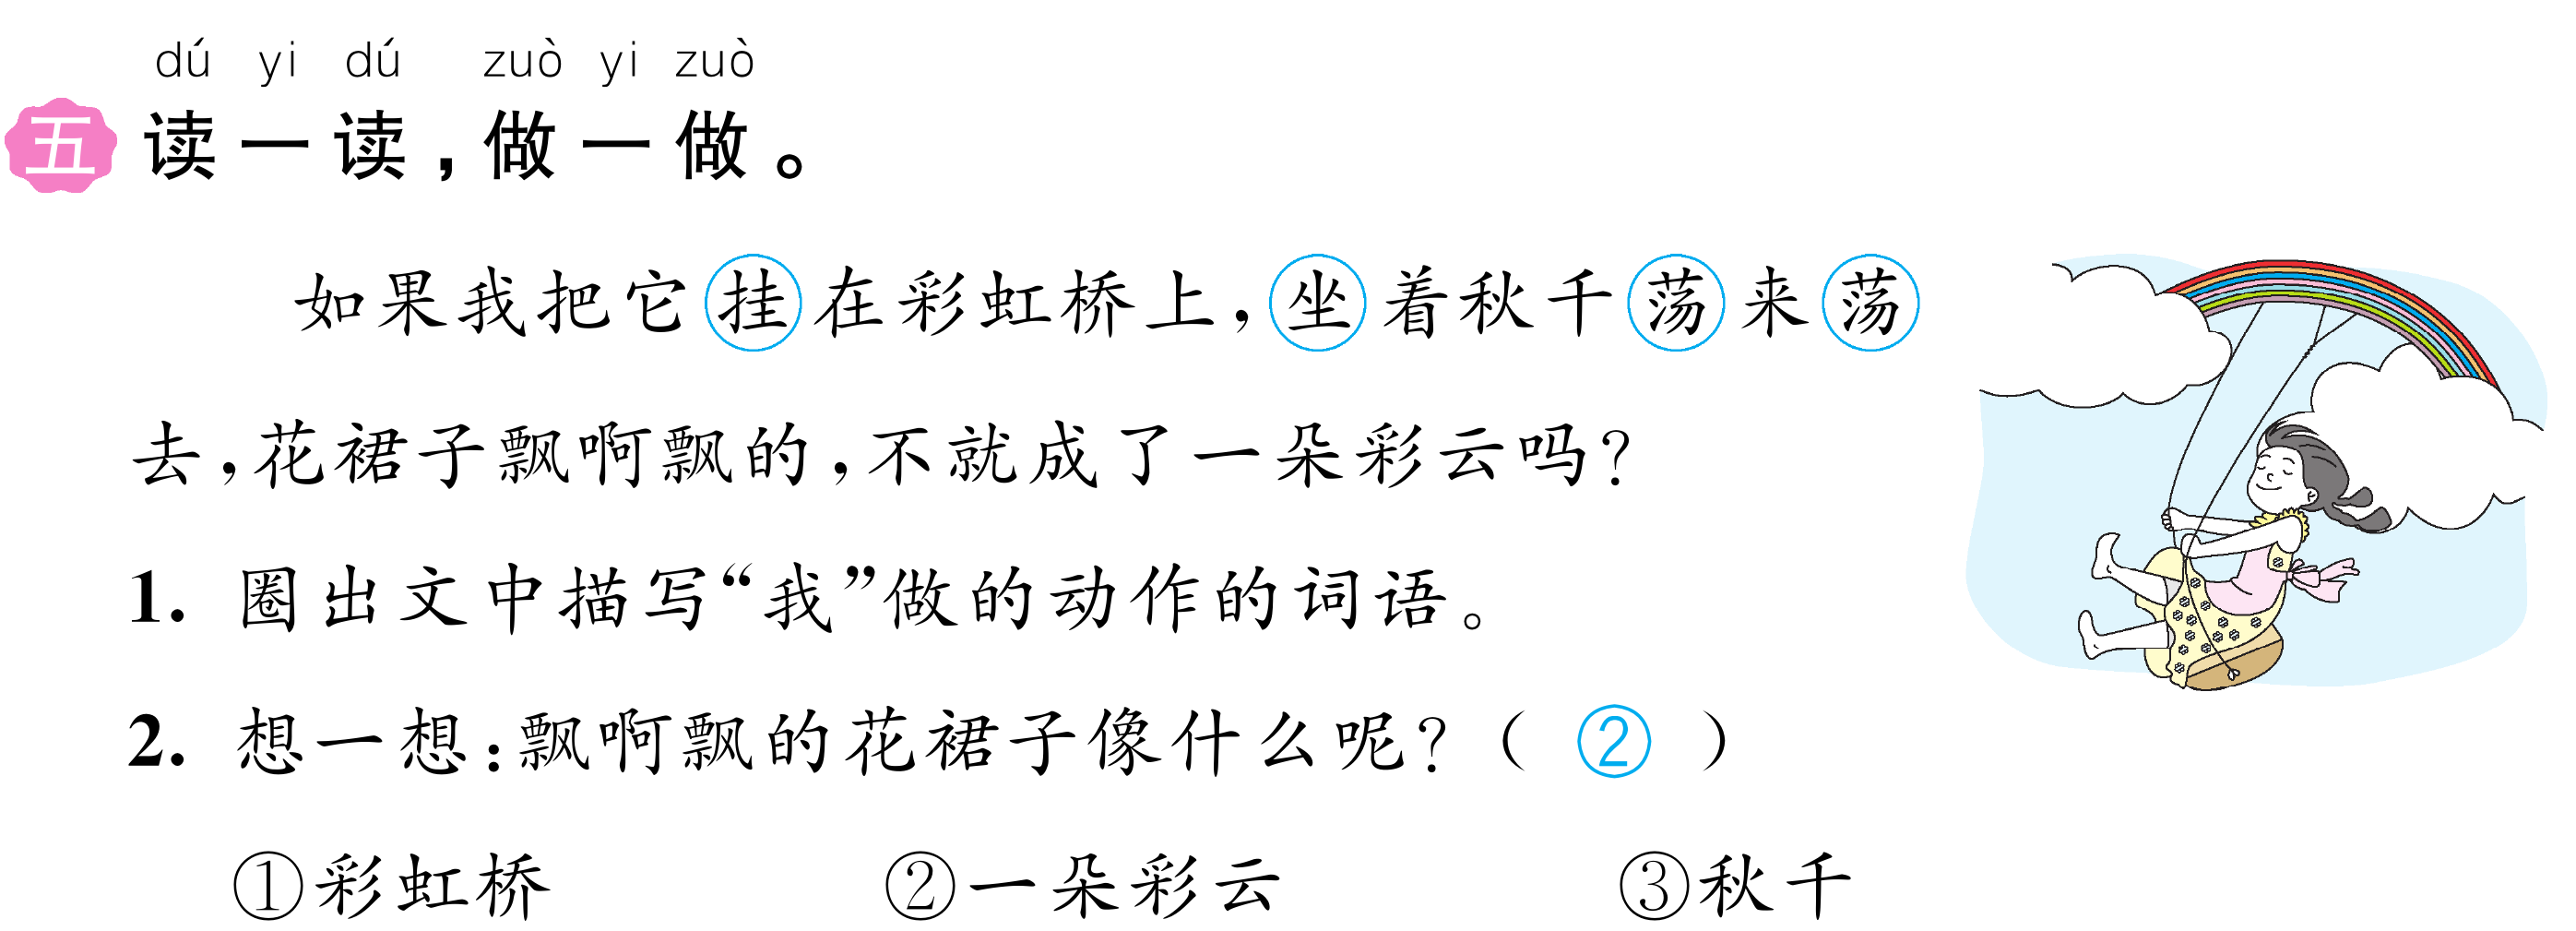 dú yi dú zuò yi zuò
五 读一读,做一做。
如果我把它挂在彩虹桥上,坐着秋千荡来荡
去,花裙子飘啊飘的,不就成了一朵彩云吗?
1. 圈出文中描写“我”做的动作的词语。
2. 想一想:飘啊飘的花裙子像什么呢?( ② )
①彩虹桥 ②一朵彩云 ③秋千